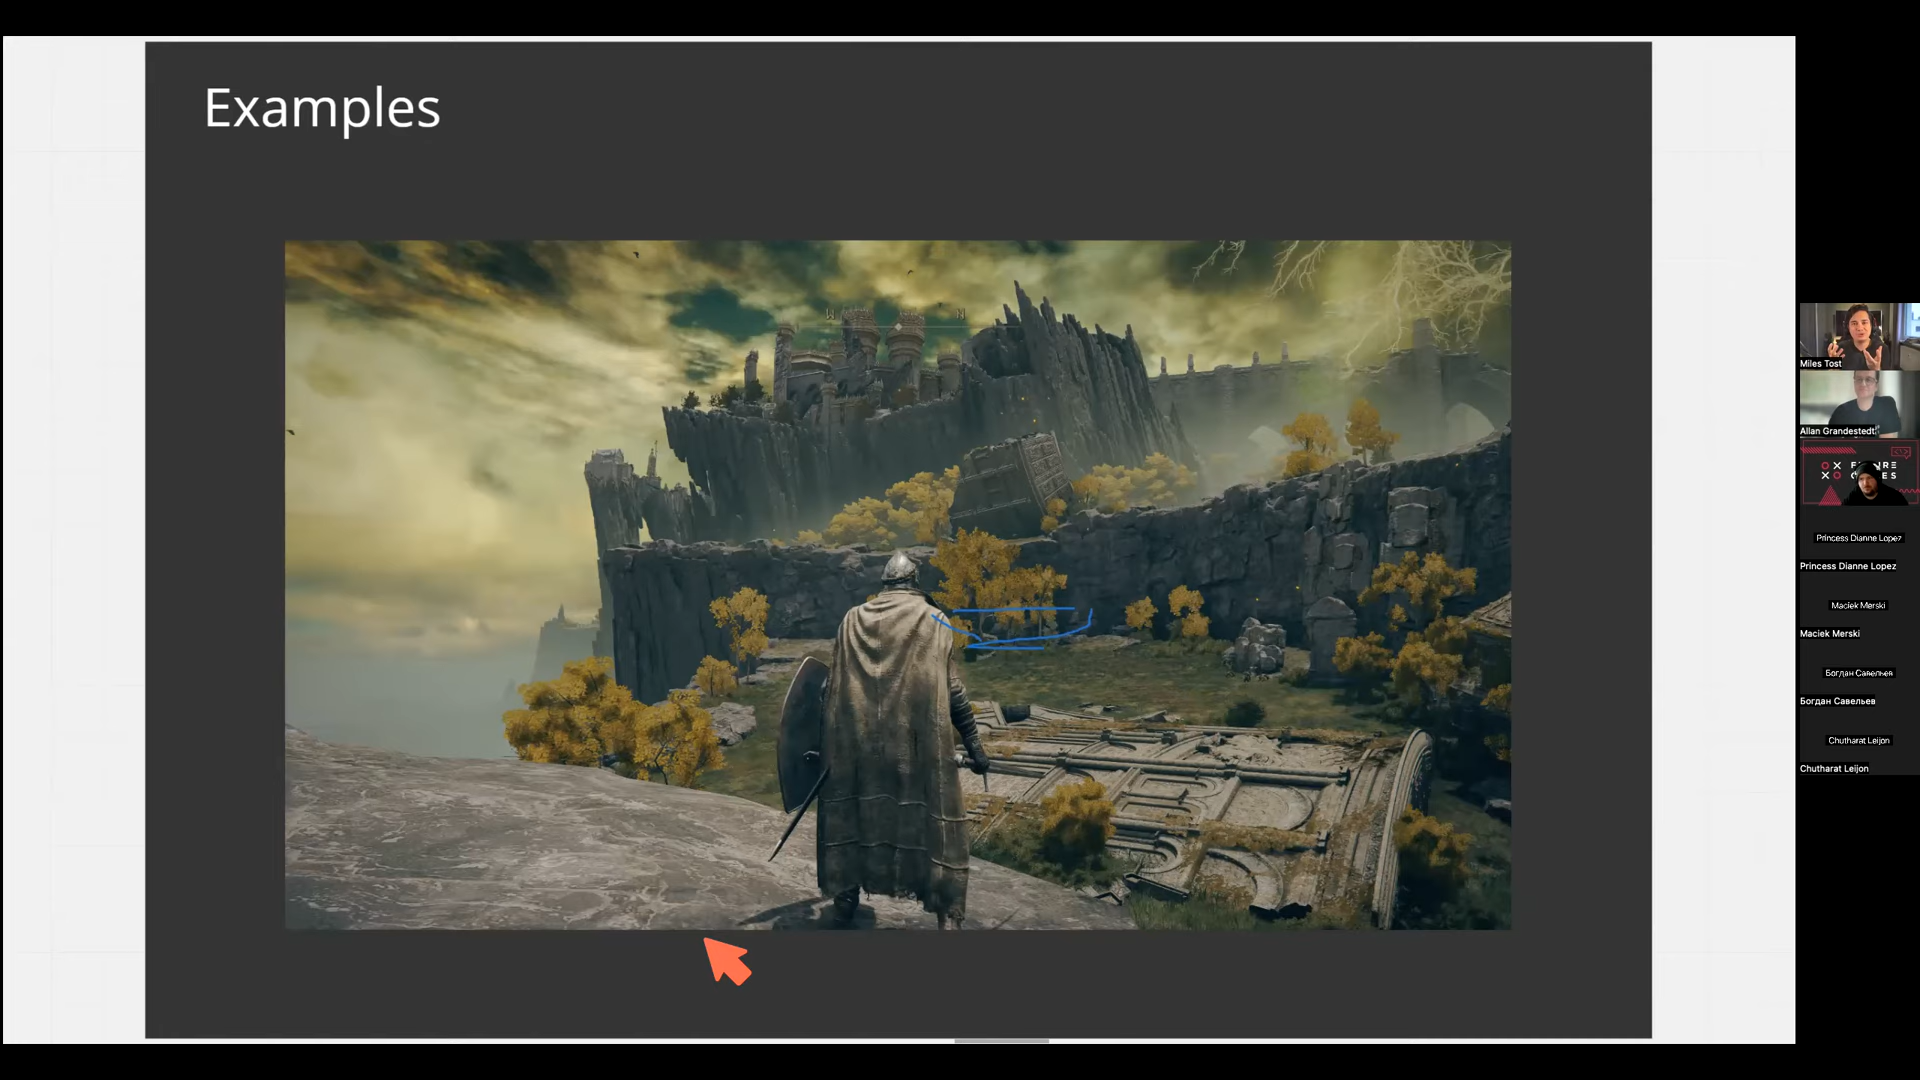 Examples
W
N
Miles Tost
Allan Grandestedt
Princess Dianne Lopez
Princess Dianne Lopez
Maciek Merski
Maciek Merski
Богдан Савельев
Богдан Савельев
Chutharat Leijon
Chutharat Leijon